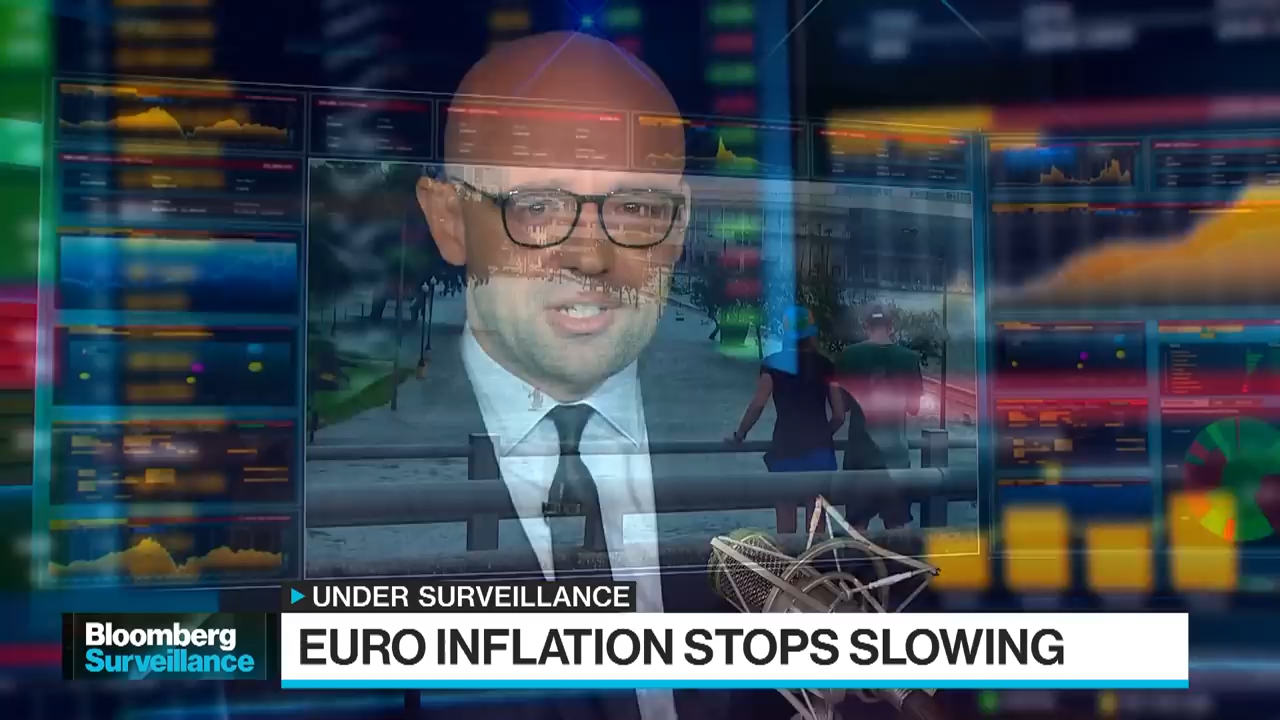 UNDER SURVEILLANCE
Bloomberg
Surveillance
EURO INFLATION STOPS SLOWING